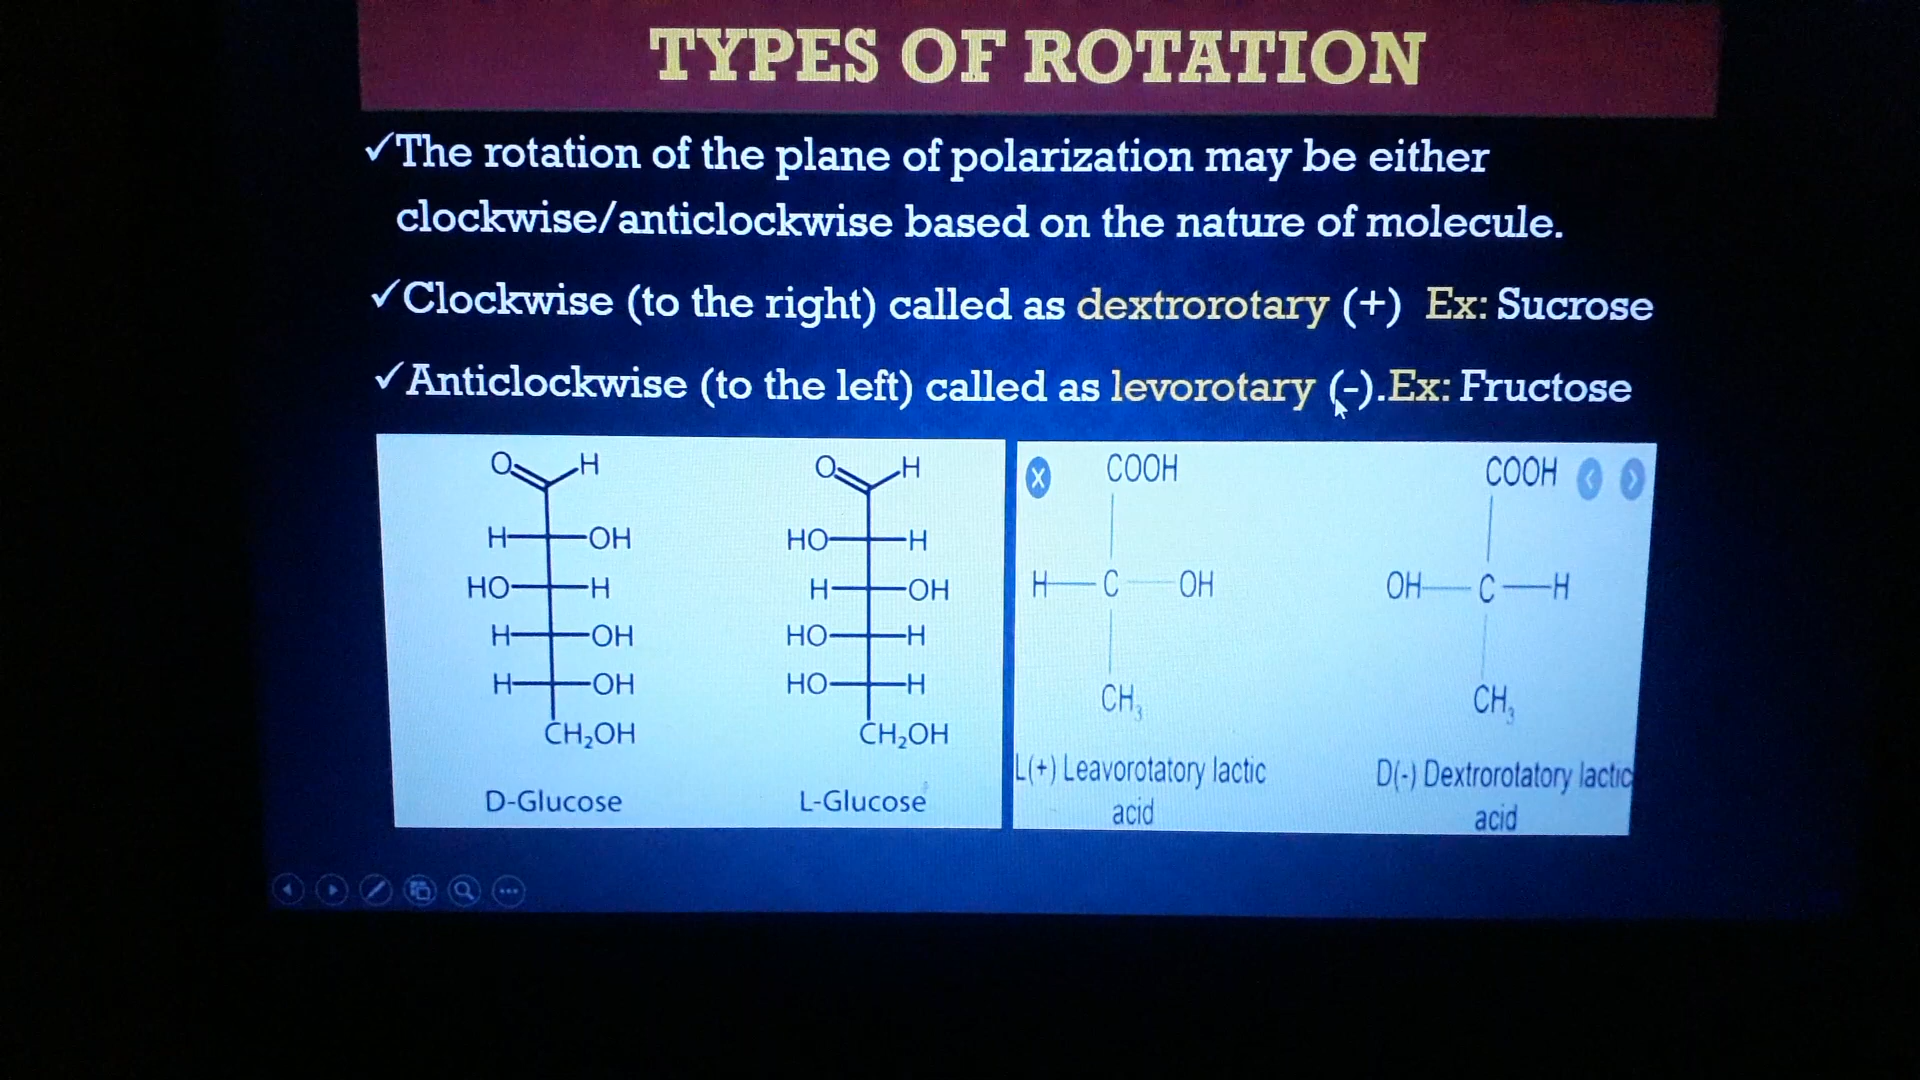 TYPES OF ROTATION
✓The rotation of the plane of polarization may be either
clockwise/anticlockwise based on the nature of molecule.
✓Clockwise (to the right) called as dextrorotary (+) Ex: Sucrose
✓Anticlockwise (to the left) called as levorotary (-).Ex: Fructose
O H
H OH
HO H
H OH
H OH
CH₂OH
D-Glucose
O H
HO H
H OH
HO H
HO H
CH₂OH
L-Glucose
X
COOH
H C OH
CH₃
L(+) Leavorotatory lactic
acid
COOH
OH C H
CH₃
D(-) Dextrorotatory lactic
acid